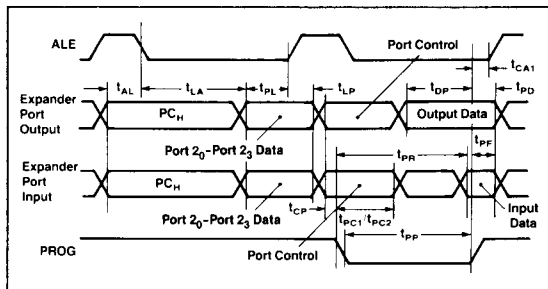 ALE
Port Control
tCA1
tAL
tLA
tPL
tLP
tDP
tPD
Expander
Port
Output
PCH
Output Data
Port 20-Port 23 Data
tPR
tPF
Expander
Port
Input
PCH
Port 20-Port 23 Data
tCP
tPC1/tPC2
Input
Data
Port Control
tPP
PROG